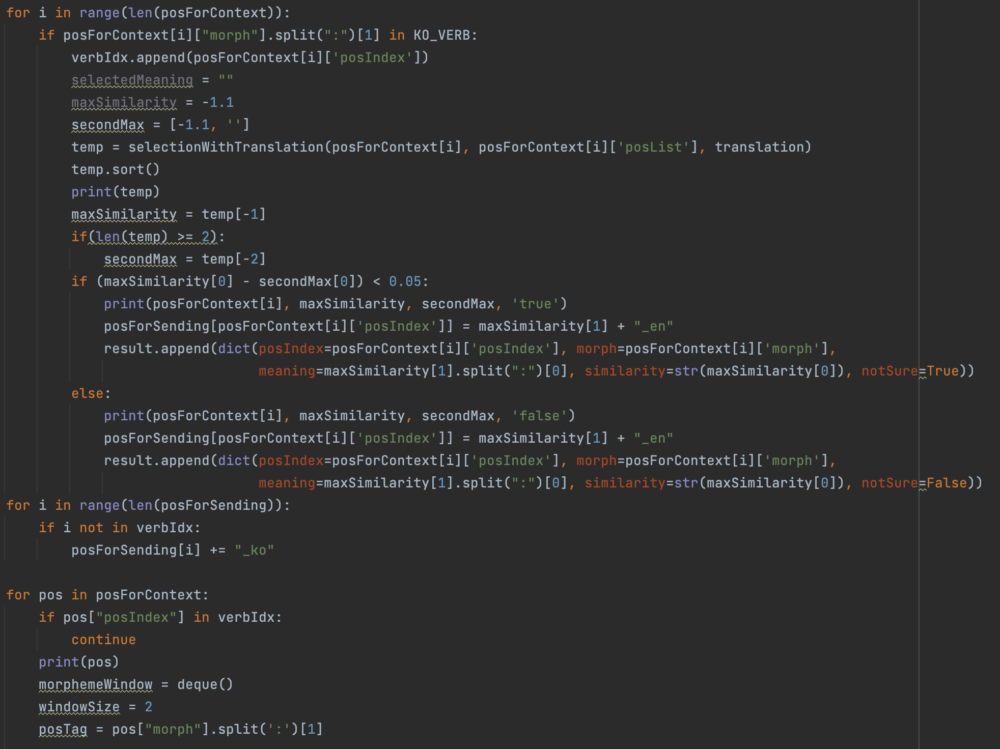 for i in range(len(posForContext)):
    if posForContext[i]["morph"].split(":")[1] in KO_VERB:
        verbIdx.append(posForContext[i]['posIndex'])
        selectedMeaning = ""
        maxSimilarity = -1.1
        secondMax = [-1.1, '']
        temp = selectionWithTranslation(posForContext[i], posForContext[i]['posList'], translation)
        temp.sort()
        print(temp)
        maxSimilarity = temp[-1]
        if(len(temp) >= 2):
            secondMax = temp[-2]
        if (maxSimilarity[0] - secondMax[0]) < 0.05:
            print(posForContext[i], maxSimilarity, secondMax, 'true')
            posForSending[posForContext[i]['posIndex']] = maxSimilarity[1] + "_en"
            result.append(dict(posIndex=posForContext[i]['posIndex'], morph=posForContext[i]['morph'],
                               meaning=maxSimilarity[1].split(":")[0], similarity=str(maxSimilarity[0]), notSure=True))
        else:
            print(posForContext[i], maxSimilarity, secondMax, 'false')
            posForSending[posForContext[i]['posIndex']] = maxSimilarity[1] + "_en"
            result.append(dict(posIndex=posForContext[i]['posIndex'], morph=posForContext[i]['morph'],
                               meaning=maxSimilarity[1].split(":")[0], similarity=str(maxSimilarity[0]), notSure=False))
for i in range(len(posForSending)):
    if i not in verbIdx:
        posForSending[i] += "_ko"

for pos in posForContext:
    if pos["posIndex"] in verbIdx:
        continue
    print(pos)
    morphemeWindow = deque()
    windowSize = 2
    posTag = pos["morph"].split(':')[1]